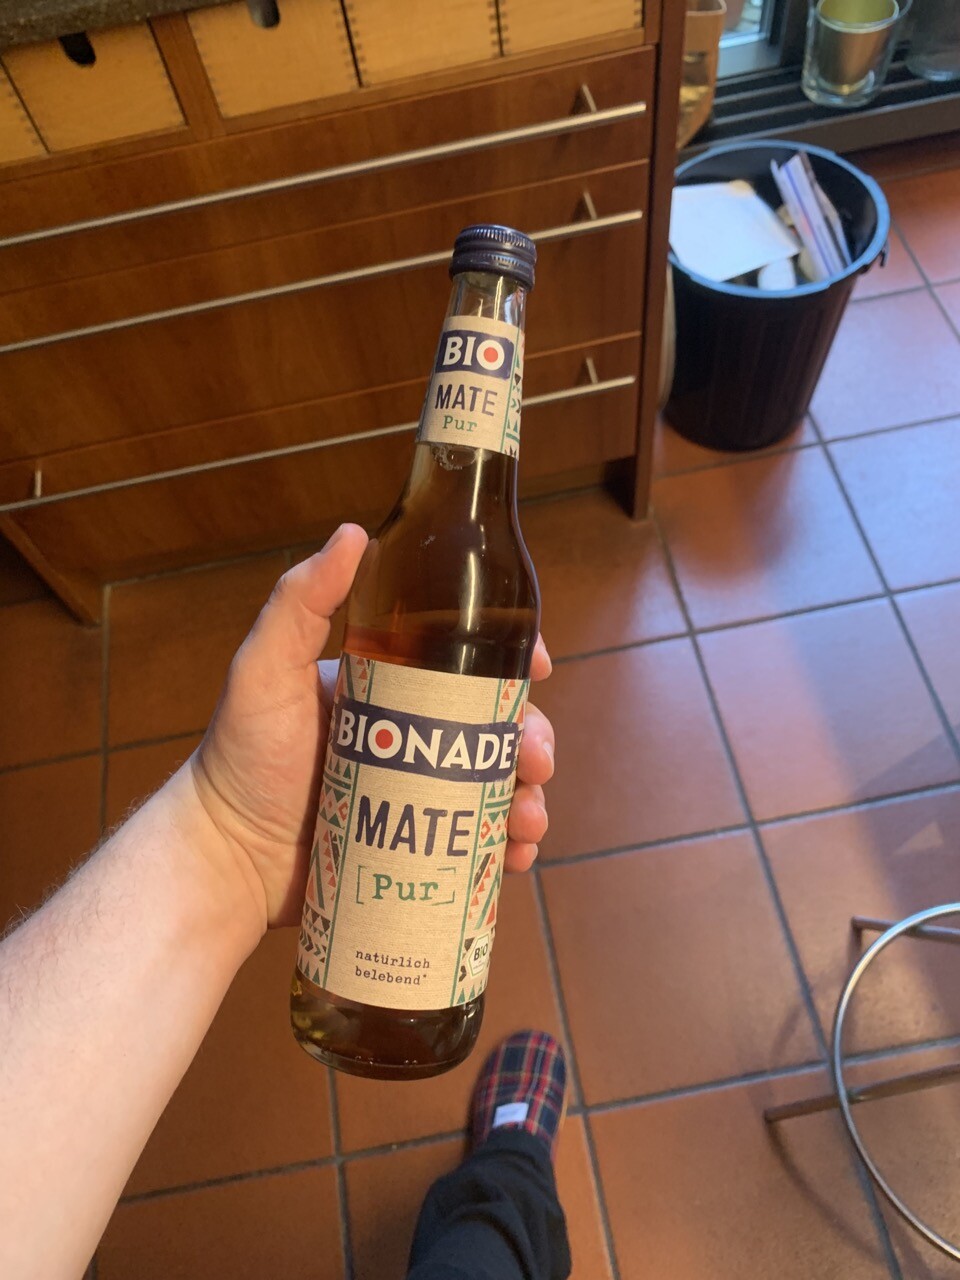 BIO
MATE
Pur
BIONADE
MATE
[Pur]
natürlich
belebend*
BIO